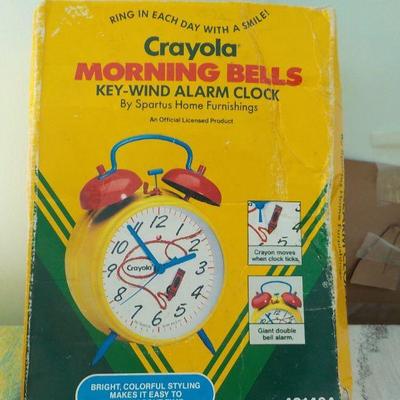 RING IN EACH DAY WITH A SMILE!
Crayola
MORNING BELLS
KEY-WIND ALARM CLOCK
By Spartus Home Furnishings
An Official Licensed Product
12
11
1
10
2
9
3
8
4
7
6
5
Crayola
5
Crayon moves
when clock ticks.
Giant double
bell alarm.
BRIGHT, COLORFUL STYLING
MAKES IT EASY TO